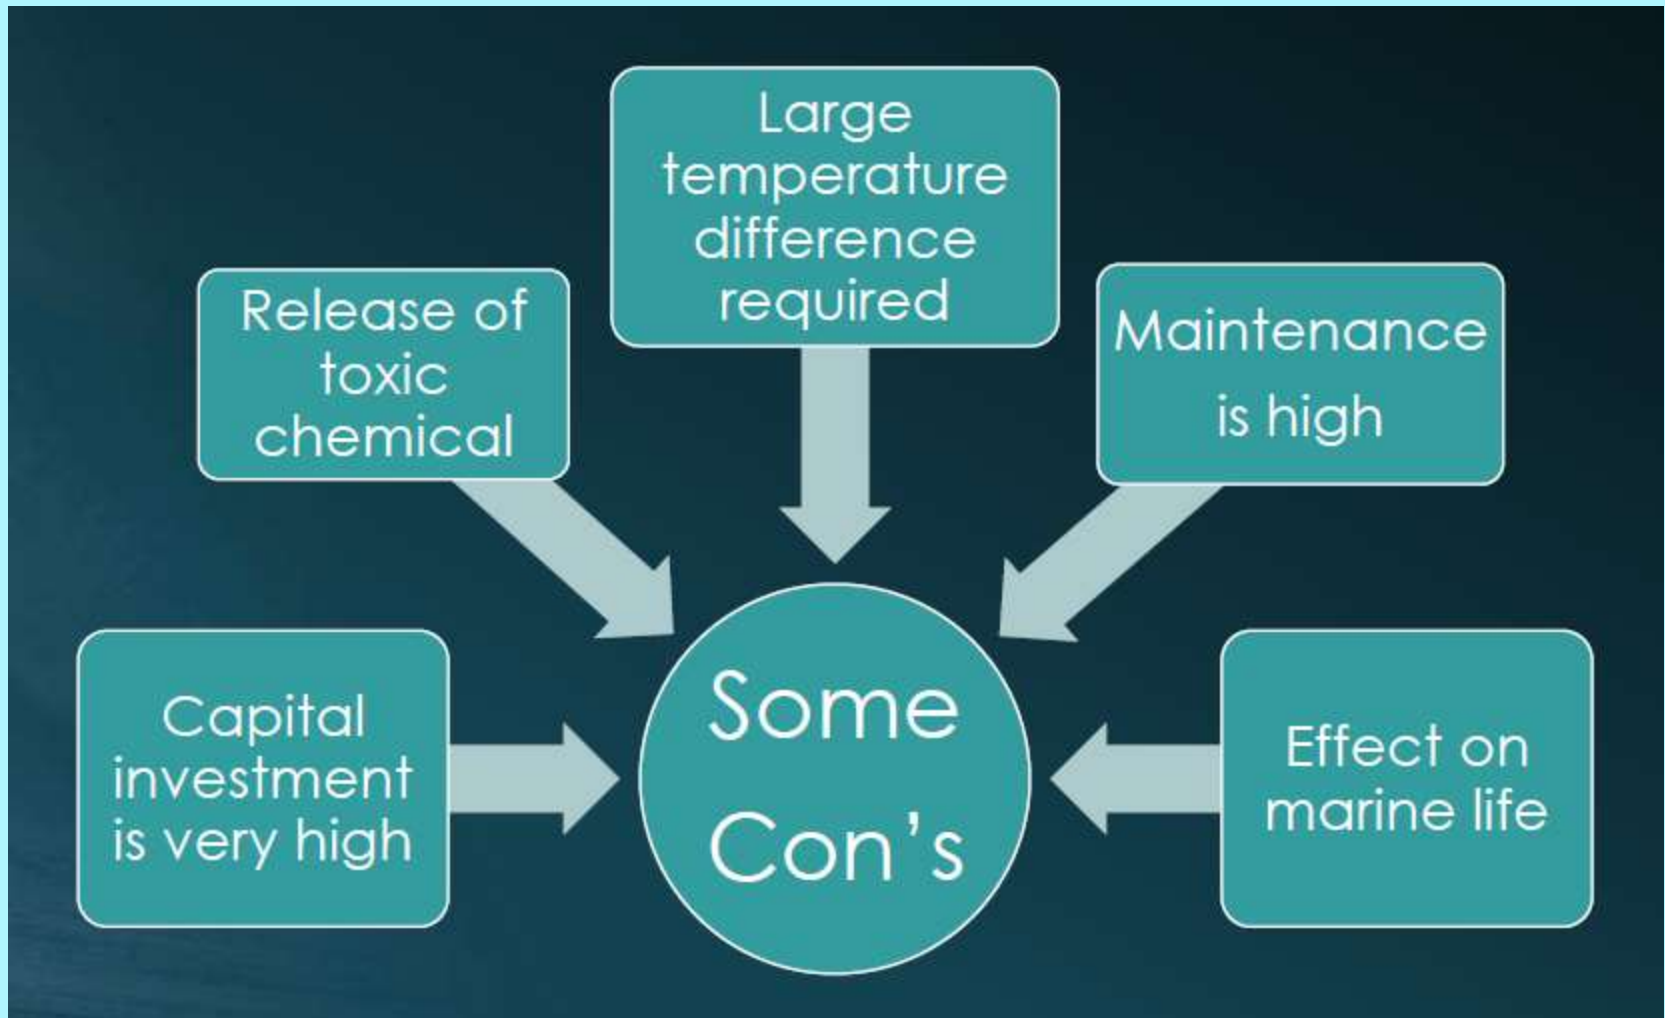 Large
temperature
difference
required
Release of
toxic
chemical
Maintenance
is high
Capital
investment
is very high
Some
Con's
Effect on
marine life